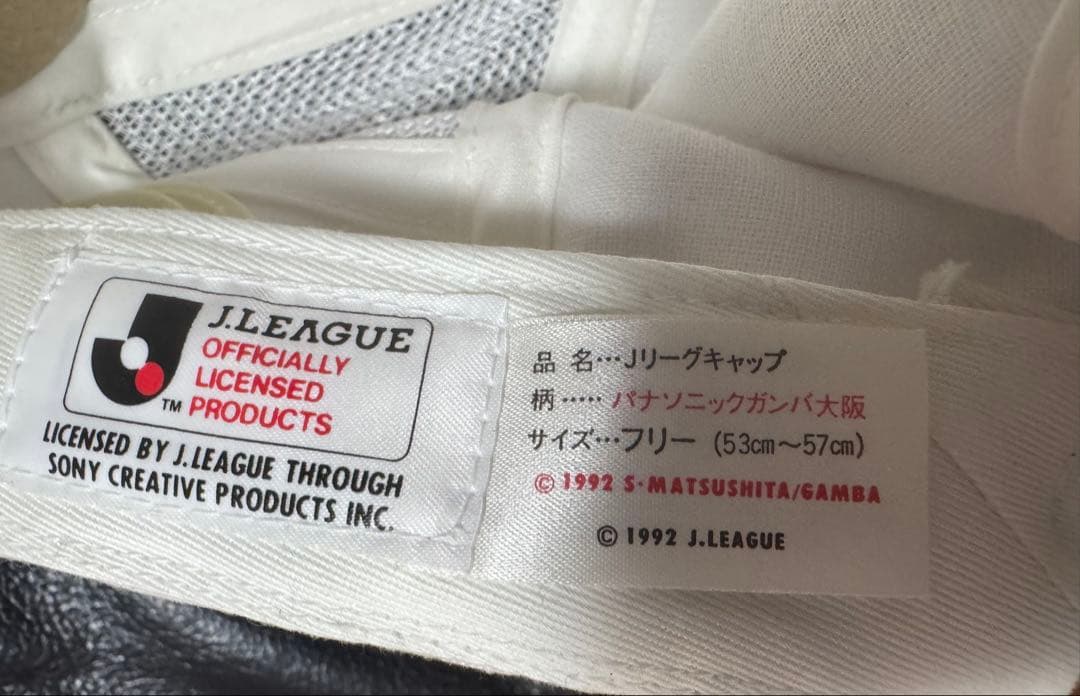 J.LEAGUE
OFFICIALLY
LICENSED
PRODUCTS
TM
LICENSED BY J.LEAGUE THROUGH
SONY CREATIVE PRODUCTS INC.
品 名…Jリーグキャップ
柄…… パナソニックガンバ大阪
サイズ…フリー (53cm〜57cm)
© 1992 S·MATSUSHITA/GAMBA
© 1992 J.LEAGUE